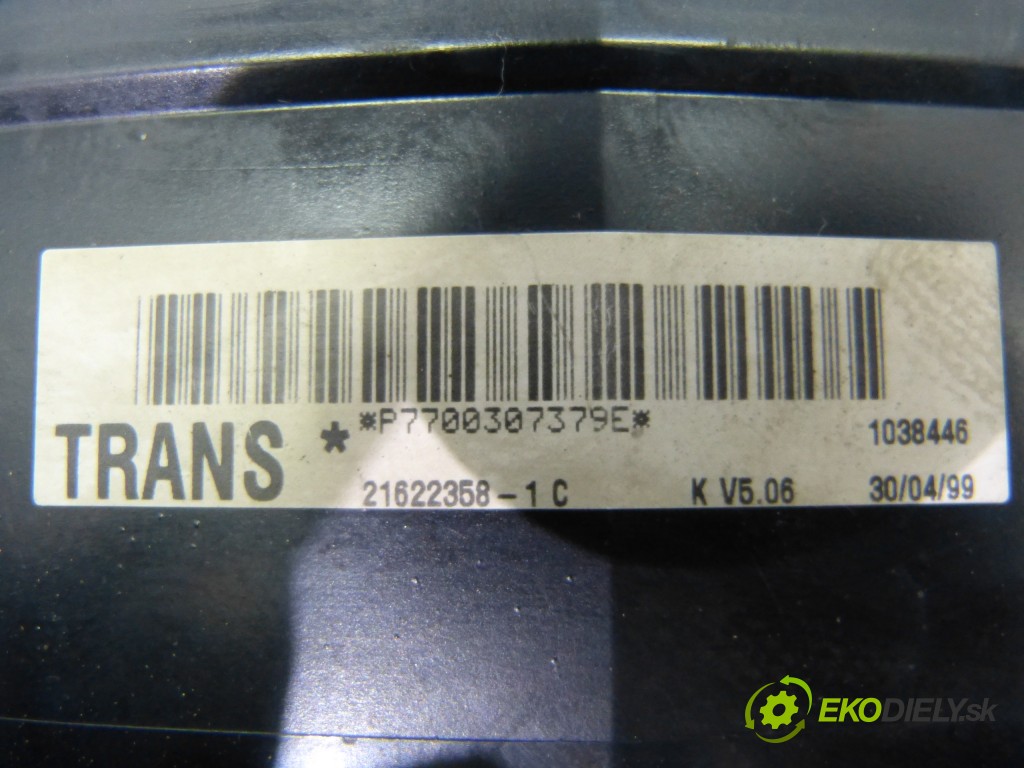 *P7700307379E*
TRANS * 1038446
21622358-1 C K V5.06 30/04/99
EKODIELY.sk